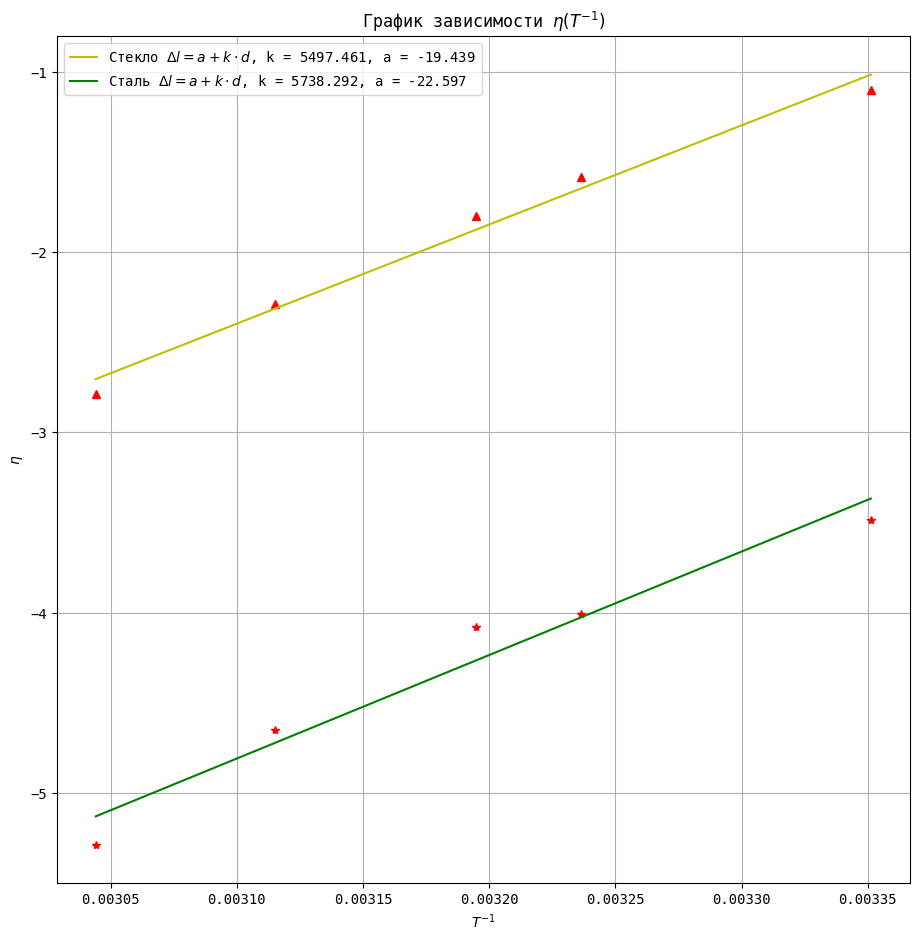 График зависимости η(T⁻¹)
Стекло Δl = a + k · d, k = 5497.461, a = -19.439
Сталь Δl = a + k · d, k = 5738.292, a = -22.597
−1
−2
−3
−4
−5
η
0.00305 0.00310 0.00315 0.00320 0.00325 0.00330 0.00335
T⁻¹